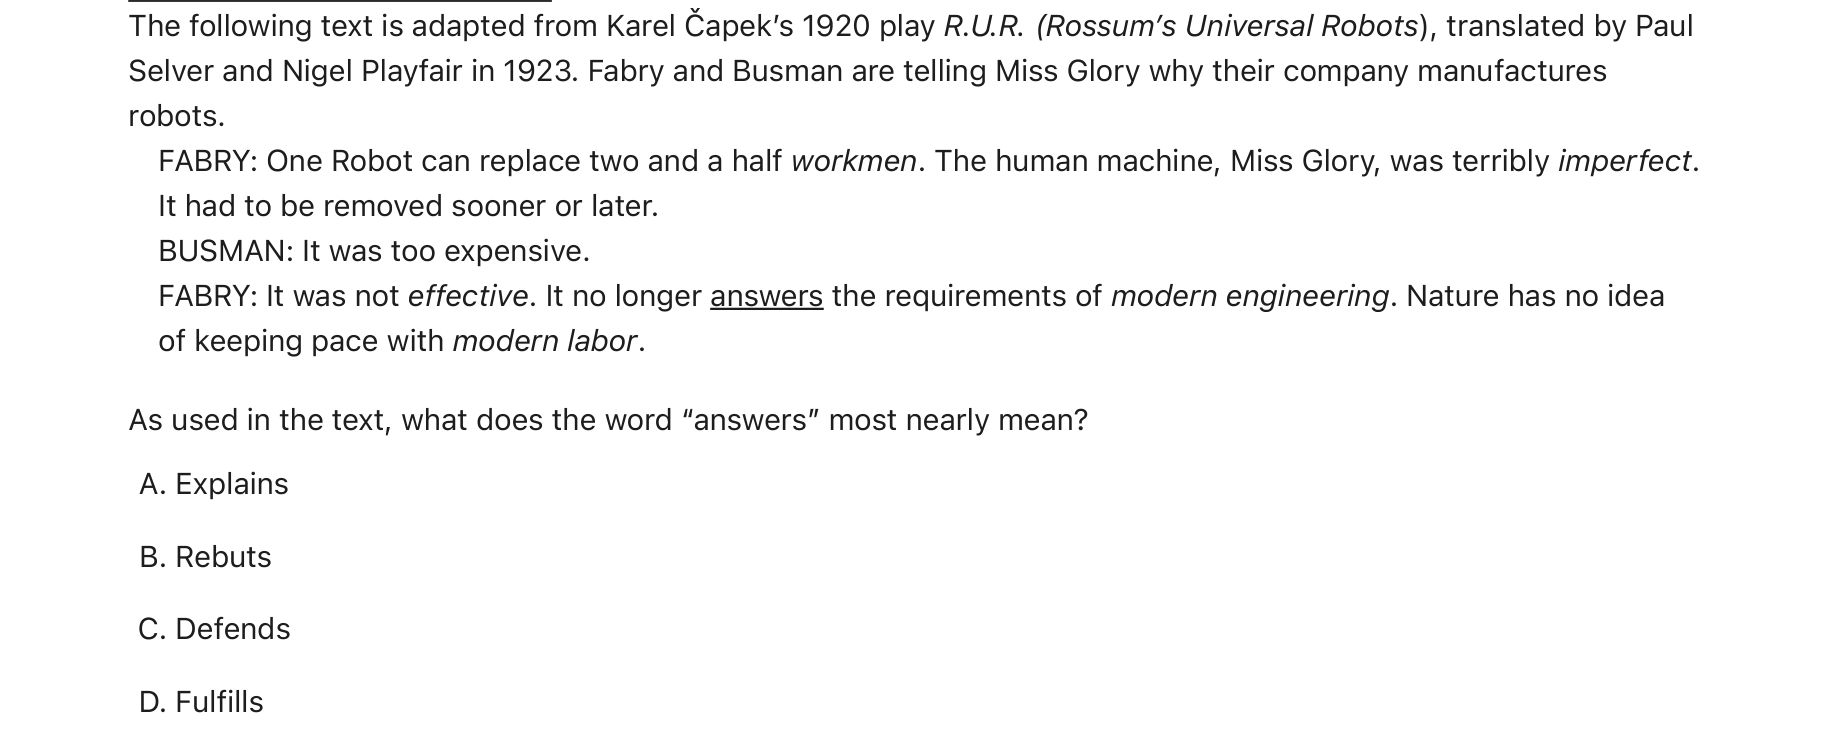 The following text is adapted from Karel Čapek’s 1920 play R.U.R. (Rossum’s Universal Robots), translated by Paul
Selver and Nigel Playfair in 1923. Fabry and Busman are telling Miss Glory why their company manufactures
robots.
FABRY: One Robot can replace two and a half workmen. The human machine, Miss Glory, was terribly imperfect.
It had to be removed sooner or later.
BUSMAN: It was too expensive.
FABRY: It was not effective. It no longer answers the requirements of modern engineering. Nature has no idea
of keeping pace with modern labor.
As used in the text, what does the word “answers” most nearly mean?
A. Explains
B. Rebuts
C. Defends
D. Fulfills